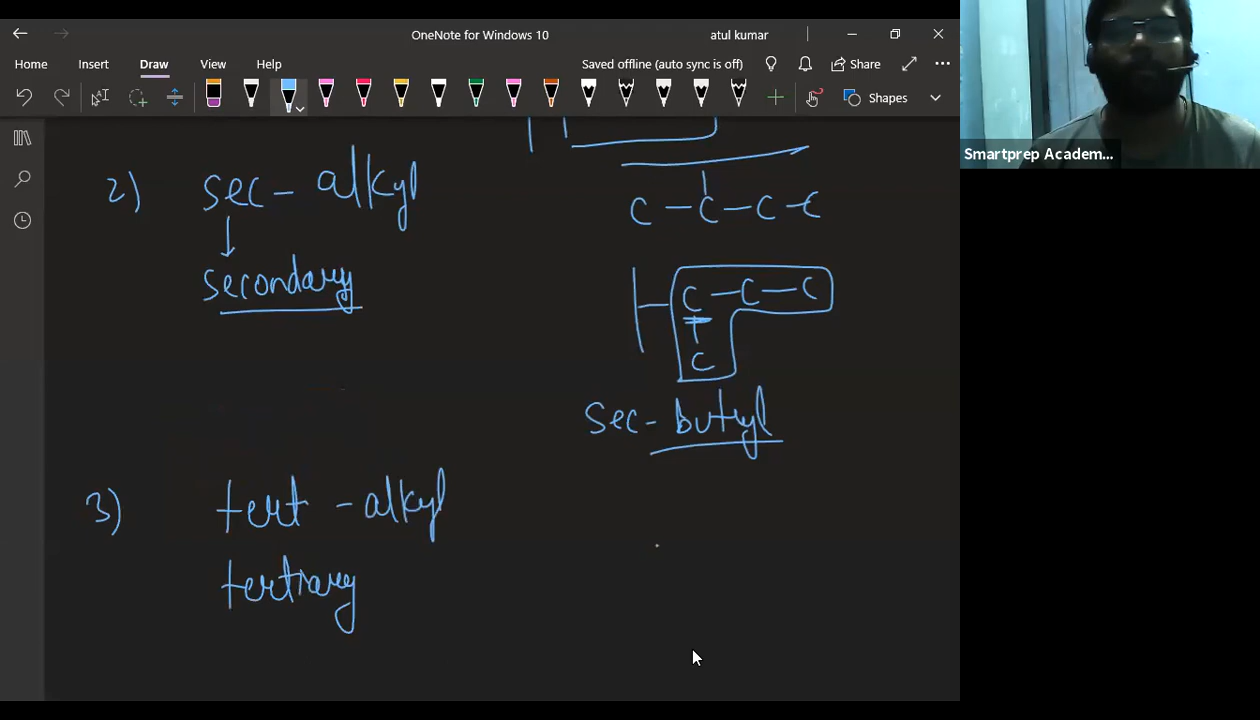 OneNote for Windows 10
atul kumar
Home Insert Draw View Help
Saved offline (auto sync is off)
Share
Shapes
Smartprep Academ...
2) sec - alkyl
secondary
C - C - C - C
C - C - C
C
sec - butyl
3) tert - alkyl
tertiary